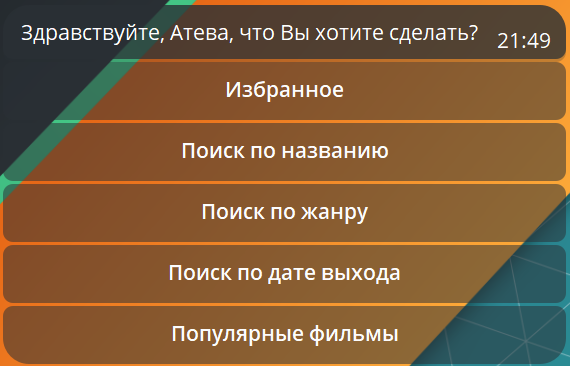 Здравствуйте, Атева, что Вы хотите сделать?
21:49
Избранное
Поиск по названию
Поиск по жанру
Поиск по дате выхода
Популярные фильмы